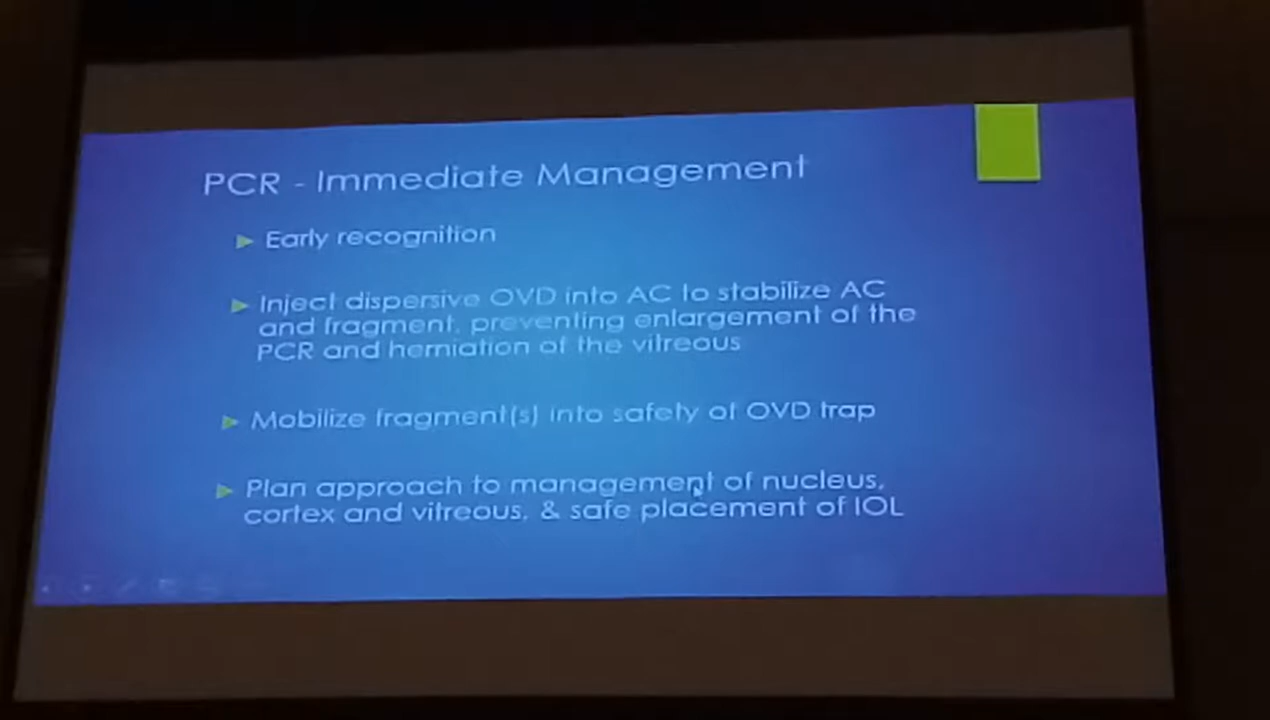 PCR - Immediate Management
Early recognition
Inject dispersive OVD into AC to stabilize AC
and fragment, preventing enlargement of the
PCR and herniation of the vitreous
Mobilize fragment(s) into safety of OVD trap
Plan approach to management of nucleus,
cortex and vitreous, & safe placement of IOL